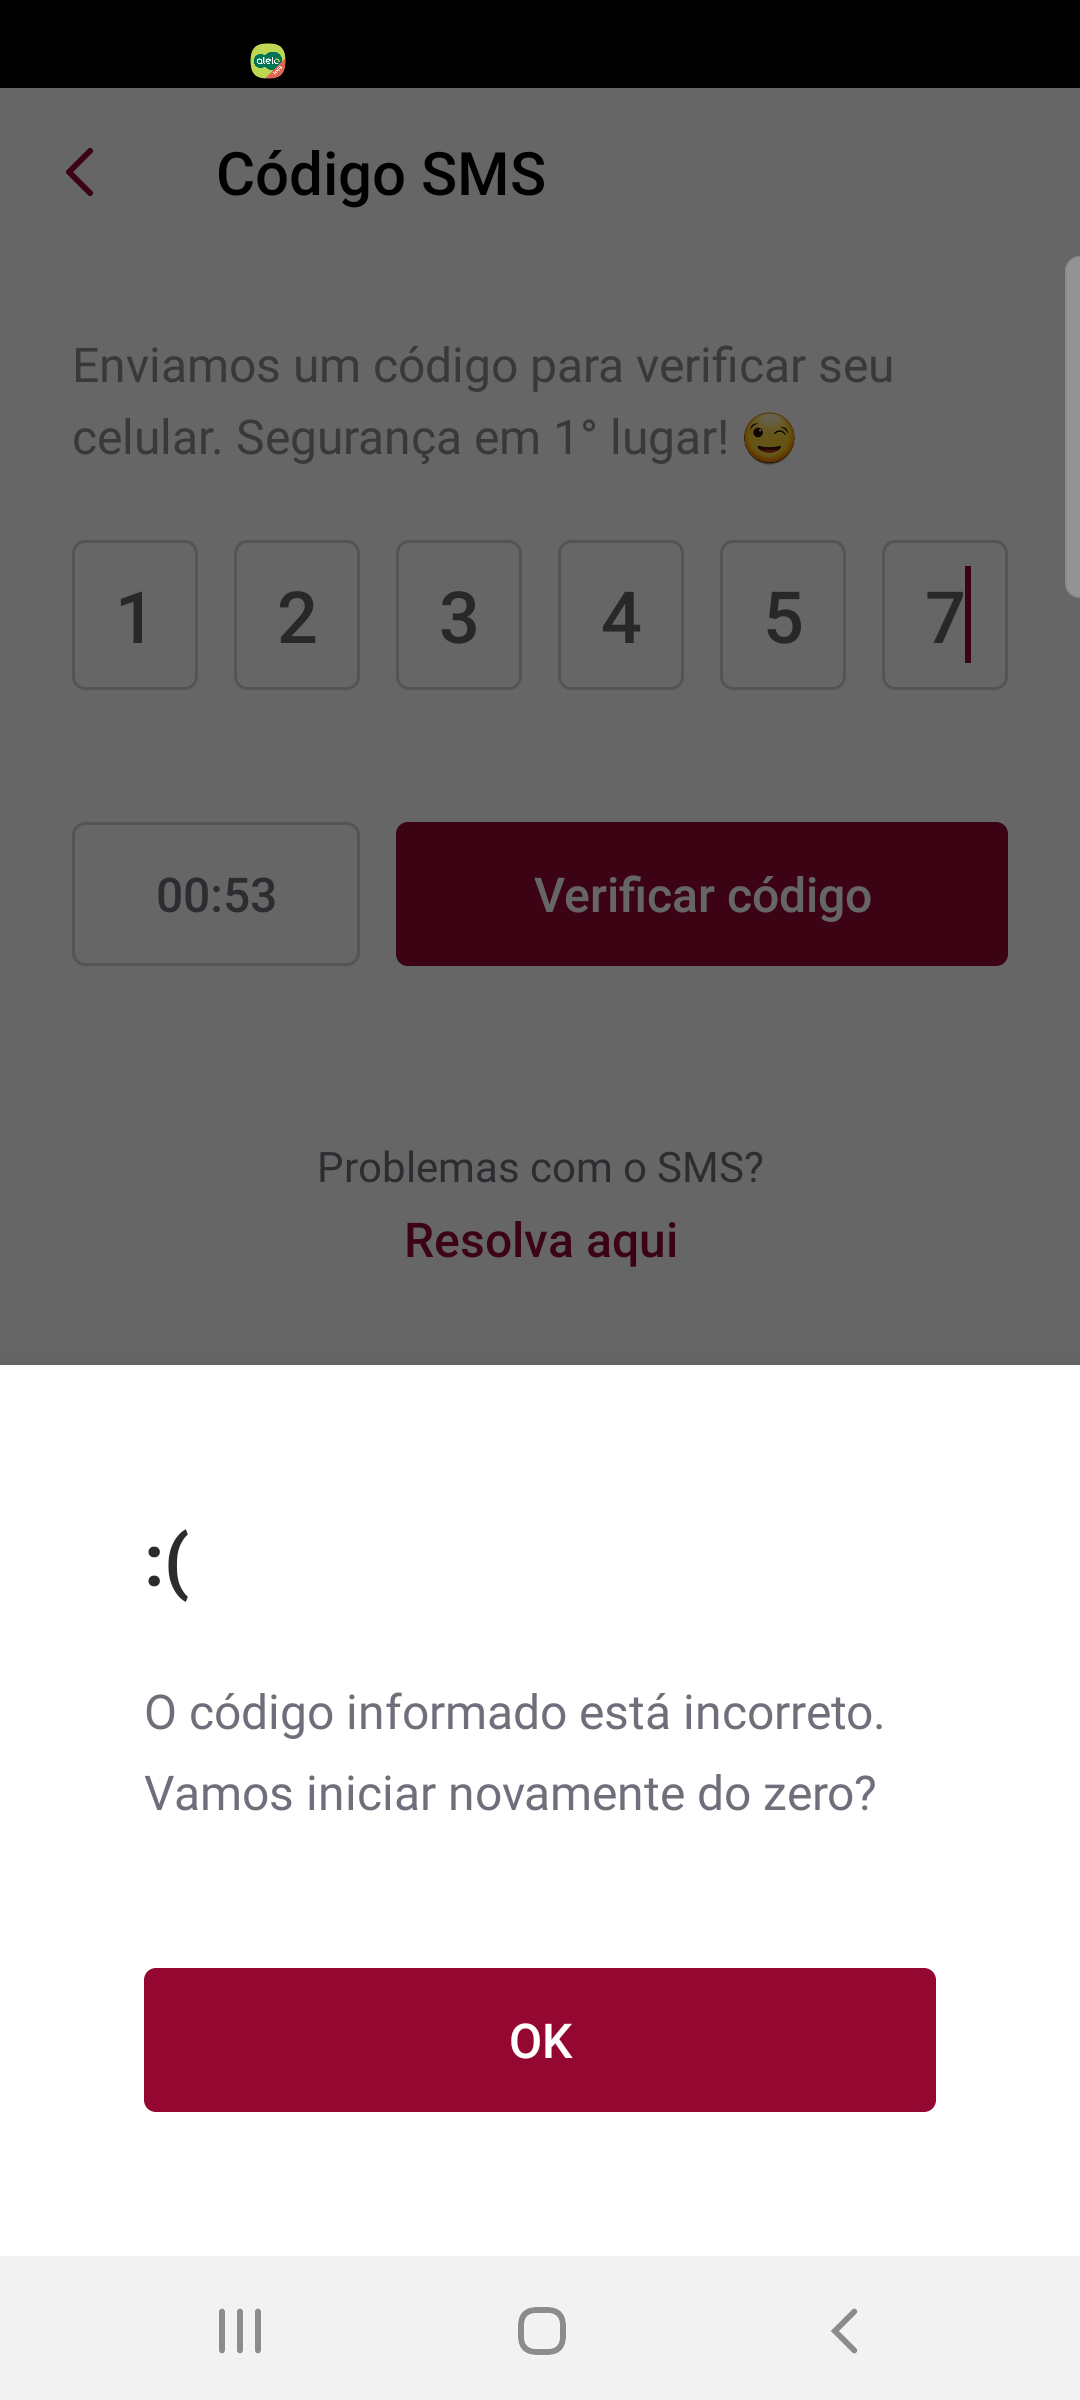 alelo
Código SMS
Enviamos um código para verificar seu
celular. Segurança em 1° lugar! 😉
1 2 3 4 5 7
00:53
Verificar código
Problemas com o SMS?
Resolva aqui
:(
O código informado está incorreto.
Vamos iniciar novamente do zero?
OK